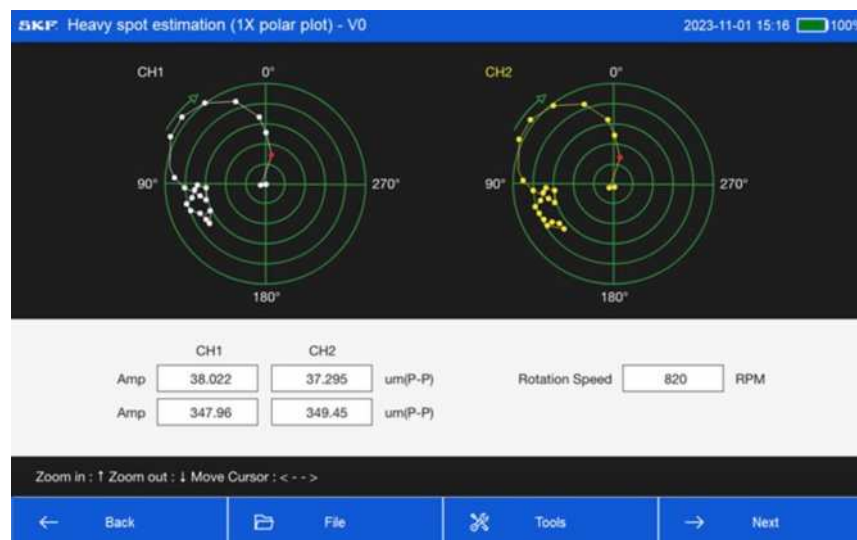 SKF. Heavy spot estimation (1X polar plot) - V0 2023-11-01 15:16 100%
CH1 0° CH2 0°
90° 270° 90° 270°
180° 180°
CH1 CH2
Amp 38.022 37.295 um(P-P) Rotation Speed 820 RPM
Amp 347.96 349.45 um(P-P)
Zoom in : ↑ Zoom out : ↓ Move Cursor : < - - >
← Back File Tools → Next